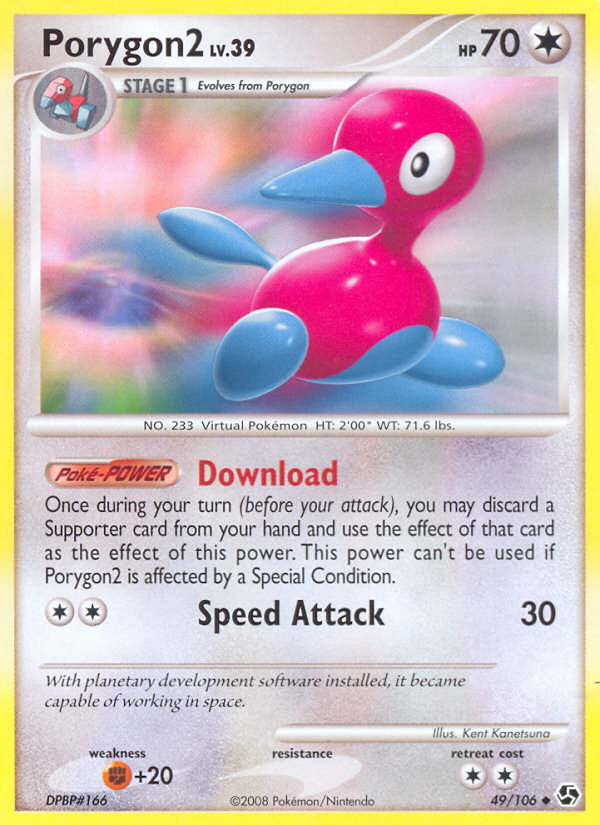 Porygon2 LV.39
HP 70
STAGE 1 Evolves from Porygon
NO. 233 Virtual Pokémon HT: 2'00" WT: 71.6 lbs.
Poké-POWER Download
Once during your turn (before your attack), you may discard a
Supporter card from your hand and use the effect of that card
as the effect of this power. This power can't be used if
Porygon2 is affected by a Special Condition.
Speed Attack 30
With planetary development software installed, it became
capable of working in space.
Illus. Kent Kanetsuna
weakness resistance retreat cost
+20
DPBP#166 ©2008 Pokémon/Nintendo 49/106